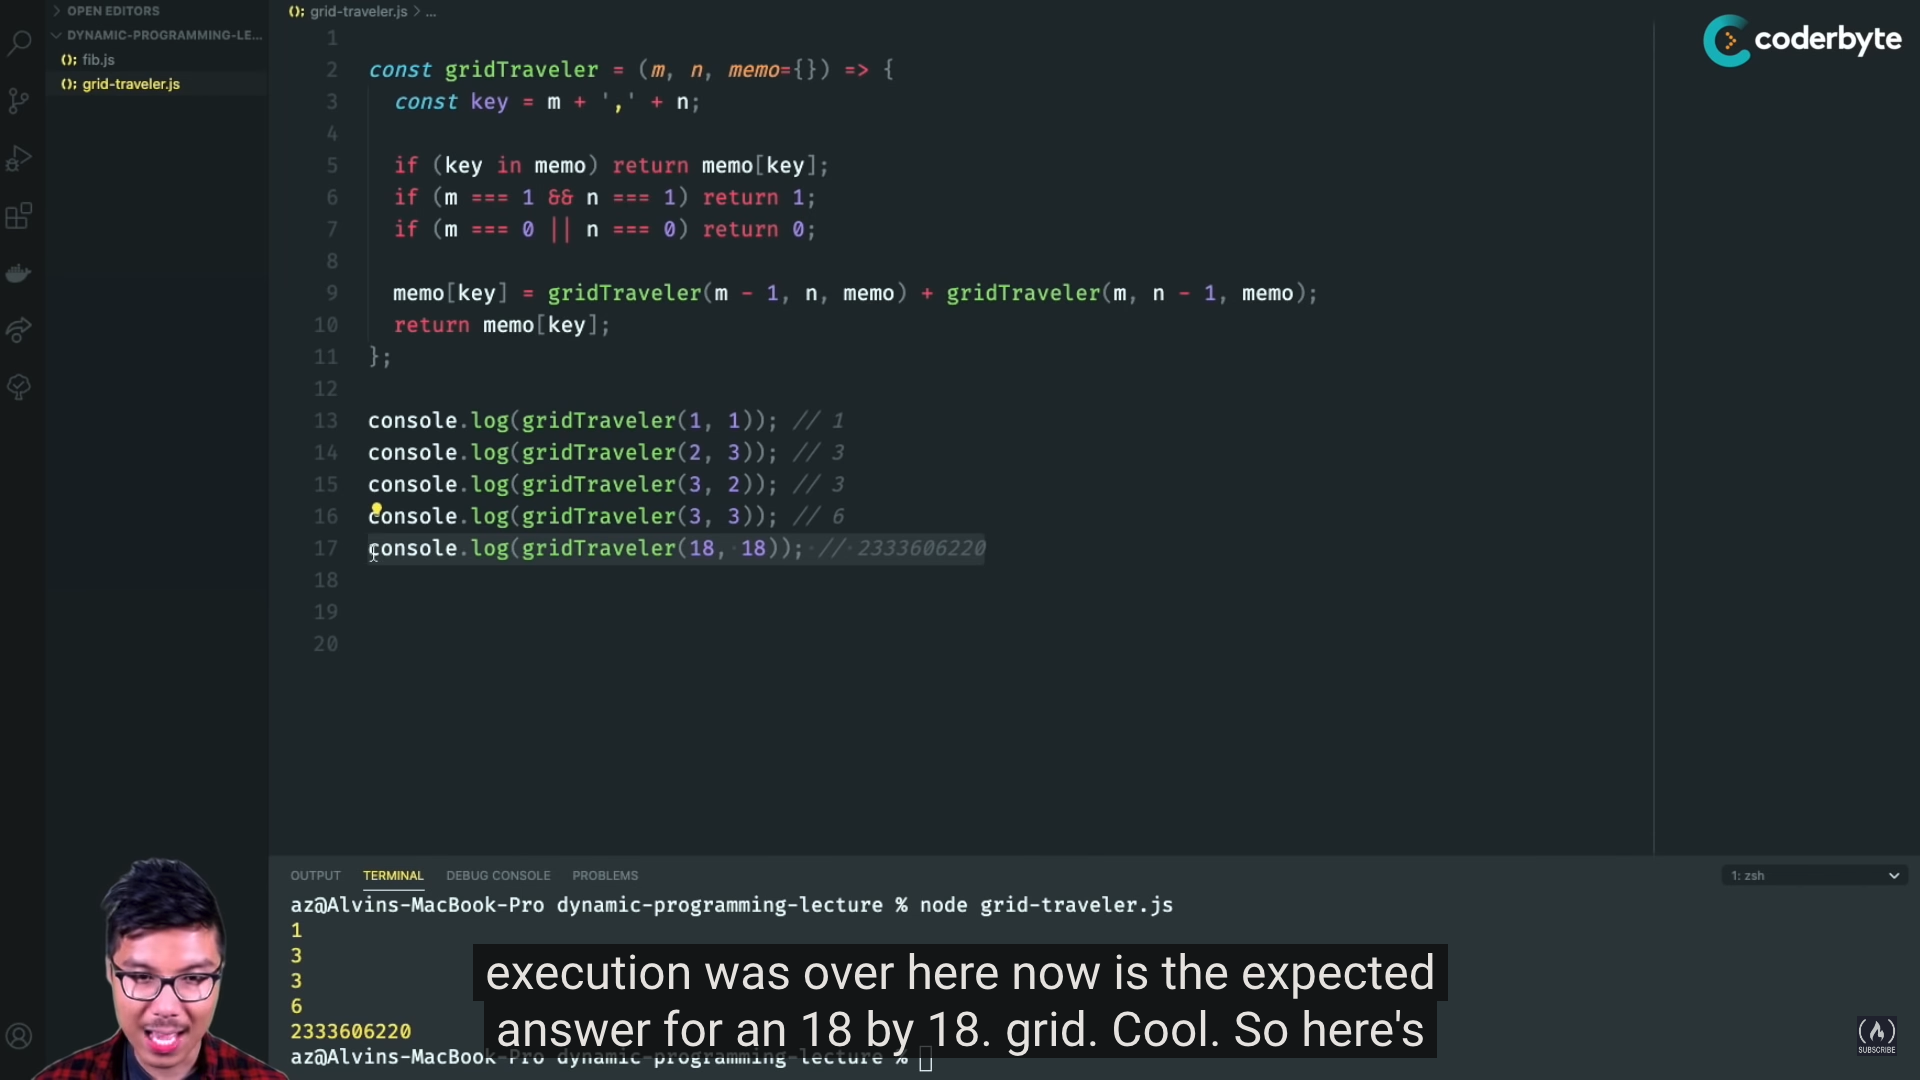 OPEN EDITORS
DYNAMIC-PROGRAMMING-LE...
(); fib.js
(); grid-traveler.js
(); grid-traveler.js > ...
coderbyte
1
2 const gridTraveler = (m, n, memo={}) => {
3 const key = m + ',' + n;
4
5 if (key in memo) return memo[key];
6 if (m === 1 && n === 1) return 1;
7 if (m === 0 || n === 0) return 0;
8
9 memo[key] = gridTraveler(m - 1, n, memo) + gridTraveler(m, n - 1, memo);
10 return memo[key];
11 };
12
13 console.log(gridTraveler(1, 1)); // 1
14 console.log(gridTraveler(2, 3)); // 3
15 console.log(gridTraveler(3, 2)); // 3
16 console.log(gridTraveler(3, 3)); // 6
17 console.log(gridTraveler(18, 18)); // 2333606220
18
19
20
OUTPUT TERMINAL DEBUG CONSOLE PROBLEMS 1: zsh
az@Alvins-MacBook-Pro dynamic-programming-lecture % node grid-traveler.js
1
3
3
6
2333606220
az@Alvins-MacBook-Pro dynamic-programming-lecture %
execution was over here now is the expected
answer for an 18 by 18. grid. Cool. So here's
SUBSCRIBE